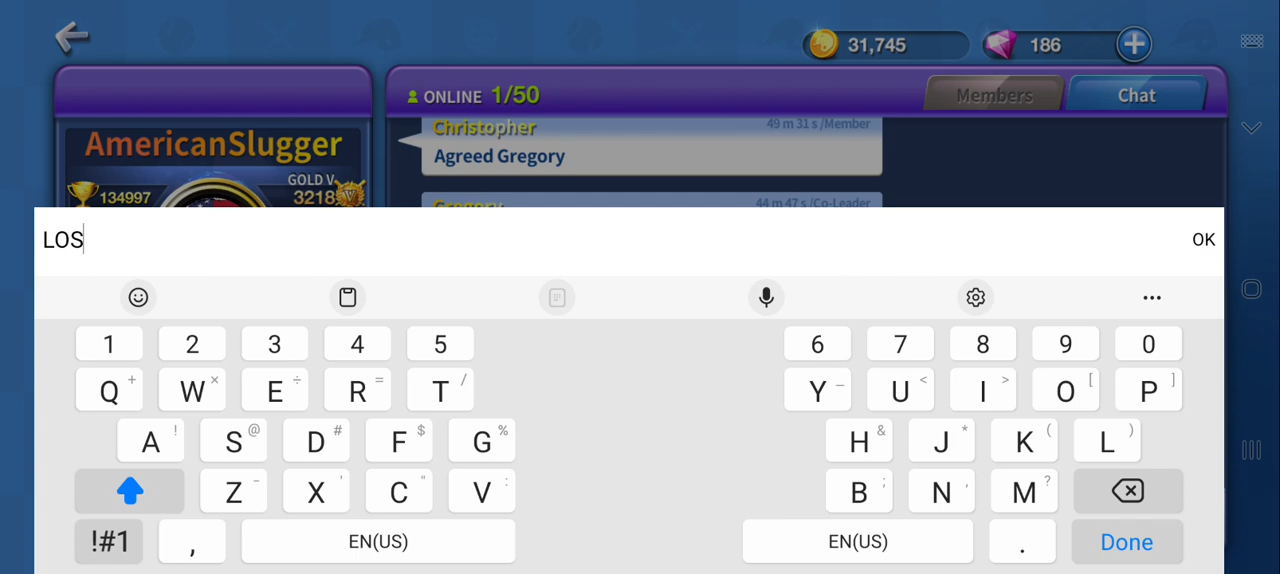 31,745 186
ONLINE 1/50 Members Chat
Christopher 49 m 31 s /Member
Agreed Gregory
AmericanSlugger
GOLD V
134997 3218
Gregory 44 m 47 s /Co-Leader
LOS OK
1 2 3 4 5 6 7 8 9 0
Q + W × E ÷ R = T / Y _ U < I > O [ P ]
A ! S @ D # F $ G % H & J * K ( L )
Z - X ' C " V : B ; N , M ?
!#1 , EN(US) EN(US) . Done